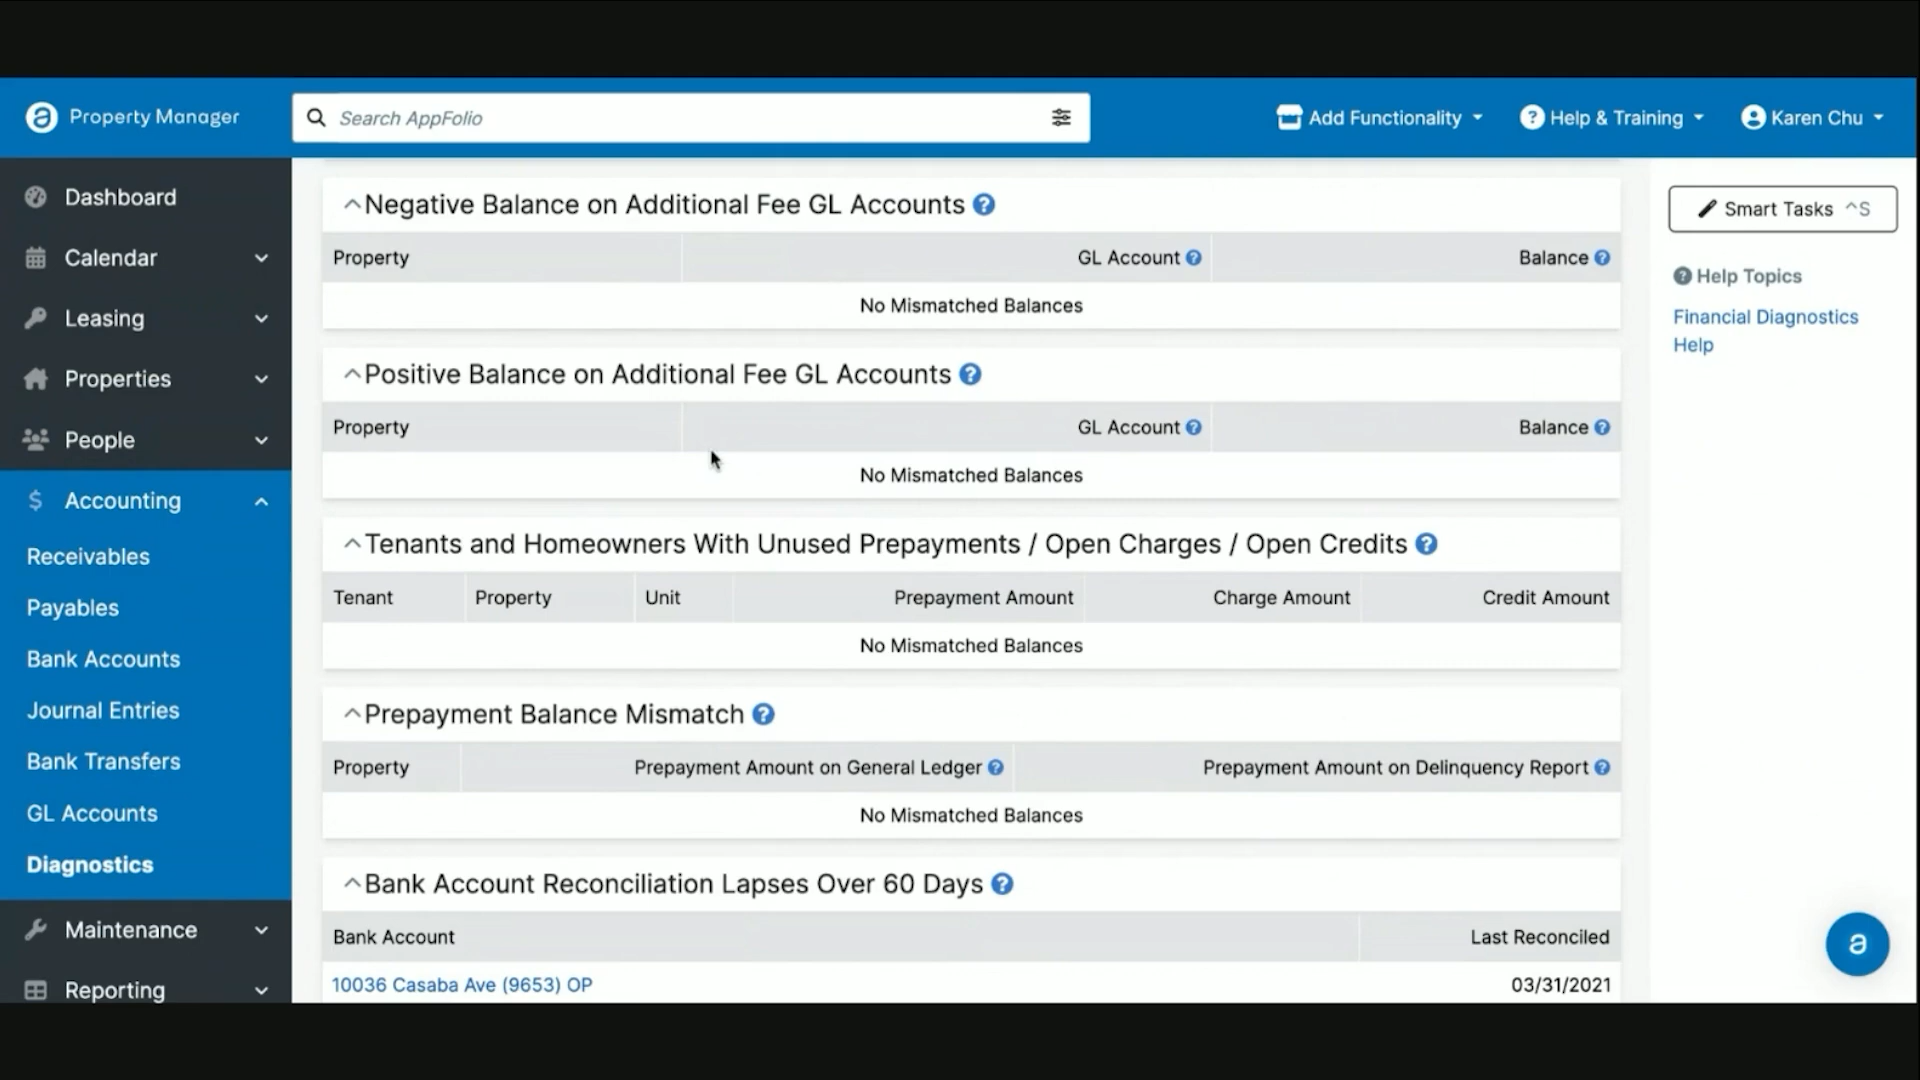 Property Manager
Search AppFolio
Add Functionality
Help & Training
Karen Chu
Dashboard
Calendar
Leasing
Properties
People
Accounting
Receivables
Payables
Bank Accounts
Journal Entries
Bank Transfers
GL Accounts
Diagnostics
Maintenance
Reporting
Negative Balance on Additional Fee GL Accounts
Property GL Account Balance
No Mismatched Balances
Positive Balance on Additional Fee GL Accounts
Property GL Account Balance
No Mismatched Balances
Tenants and Homeowners With Unused Prepayments / Open Charges / Open Credits
Tenant Property Unit Prepayment Amount Charge Amount Credit Amount
No Mismatched Balances
Prepayment Balance Mismatch
Property Prepayment Amount on General Ledger Prepayment Amount on Delinquency Report
No Mismatched Balances
Bank Account Reconciliation Lapses Over 60 Days
Bank Account Last Reconciled
10036 Casaba Ave (9653) OP 03/31/2021
Smart Tasks ^S
Help Topics
Financial Diagnostics
Help